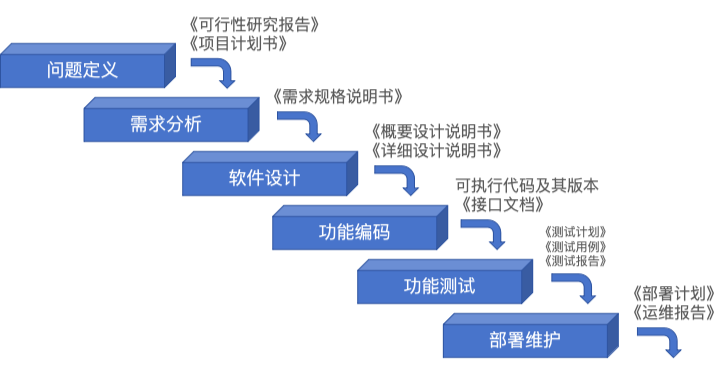 《可行性研究报告》
《项目计划书》
问题定义
《需求规格说明书》
需求分析
《概要设计说明书》
《详细设计说明书》
软件设计
可执行代码及其版本
《接口文档》
功能编码
《测试计划》
《测试用例》
《测试报告》
功能测试
《部署计划》
《运维报告》
部署维护